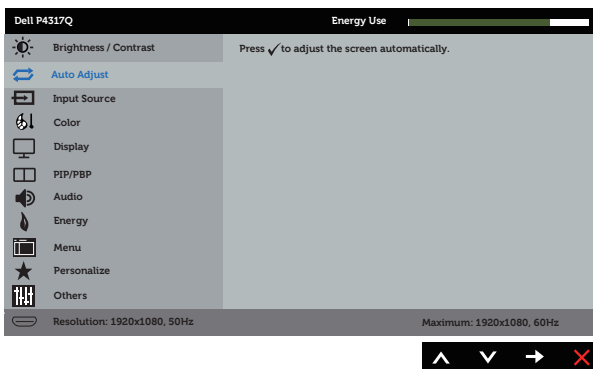 Dell P4317Q
Energy Use
Brightness / Contrast
Press ✓ to adjust the screen automatically.
Auto Adjust
Input Source
Color
Display
PIP/PBP
Audio
Energy
Menu
Personalize
Others
Resolution: 1920x1080, 50Hz
Maximum: 1920x1080, 60Hz